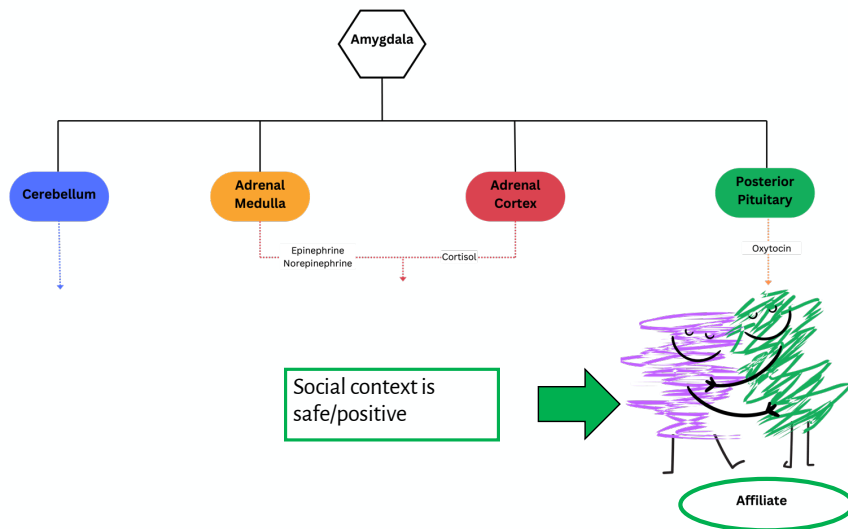 Amygdala
Cerebellum
Adrenal
Medulla
Adrenal
Cortex
Posterior
Pituitary
Epinephrine
Norepinephrine
Cortisol
Oxytocin
Social context is
safe/positive
Affiliate